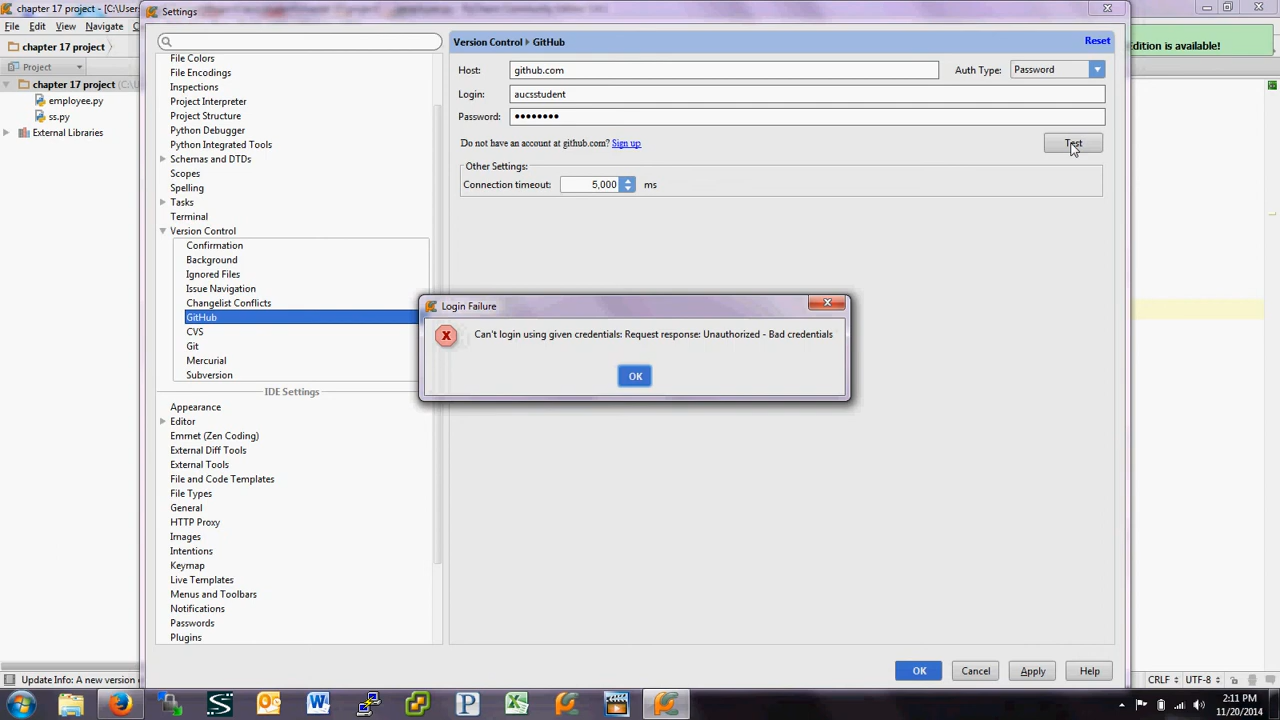 chapter 17 project - [C:\User
Settings
File Edit View Navigate C
chapter 17 project
Project
chapter 17 project
employee.py
ss.py
External Libraries
File Colors
File Encodings
Inspections
Project Interpreter
Project Structure
Python Debugger
Python Integrated Tools
Schemas and DTDs
Scopes
Spelling
Tasks
Terminal
Version Control
Confirmation
Background
Ignored Files
Issue Navigation
Changelist Conflicts
GitHub
CVS
Git
Mercurial
Subversion
IDE Settings
Appearance
Editor
Emmet (Zen Coding)
External Diff Tools
External Tools
File and Code Templates
File Types
General
HTTP Proxy
Images
Intentions
Keymap
Live Templates
Menus and Templates
Notifications
Passwords
Plugins
Version Control GitHub Reset
dition is available!
Host: github.com Auth Type: Password
Login: aucsstudent
Password: ••••••••
Do not have an account at github.com? Sign up Test
Other Settings:
Connection timeout: 5,000 ms
Login Failure
Can't login using given credentials: Request response: Unauthorized - Bad credentials
OK
OK Cancel Apply Help
Update Info: A new version CRLF UTF-8
2:11 PM
11/20/2014